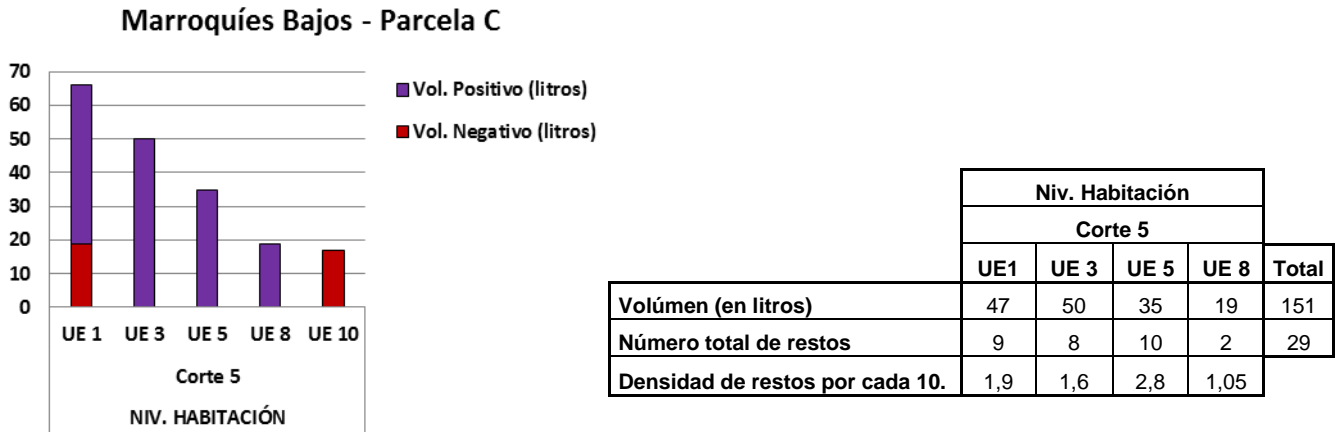 Marroquíes Bajos - Parcela C
70
60
50
40
30
20
10
0
UE 1 UE 3 UE 5 UE 8 UE 10
Corte 5
NIV. HABITACIÓN
Vol. Positivo (litros)
Vol. Negativo (litros)
Niv. Habitación
Corte 5
UE1 UE 3 UE 5 UE 8 Total
Volúmen (en litros) 47 50 35 19 151
Número total de restos 9 8 10 2 29
Densidad de restos por cada 10. 1,9 1,6 2,8 1,05